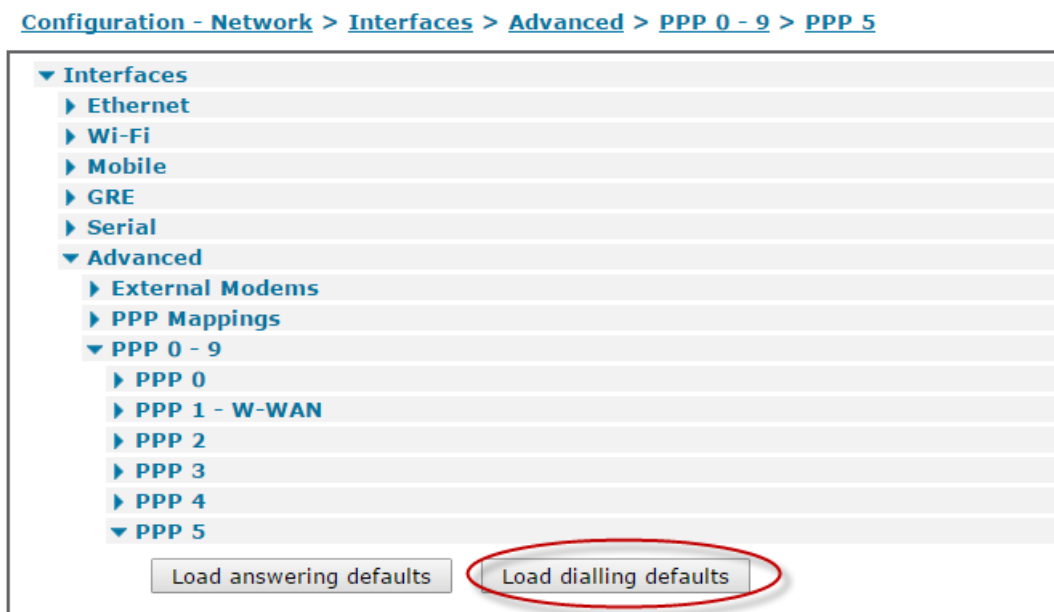 Configuration - Network > Interfaces > Advanced > PPP 0 - 9 > PPP 5
Interfaces
Ethernet
Wi-Fi
Mobile
GRE
Serial
Advanced
External Modems
PPP Mappings
PPP 0 - 9
PPP 0
PPP 1 - W-WAN
PPP 2
PPP 3
PPP 4
PPP 5
Load answering defaults Load dialling defaults